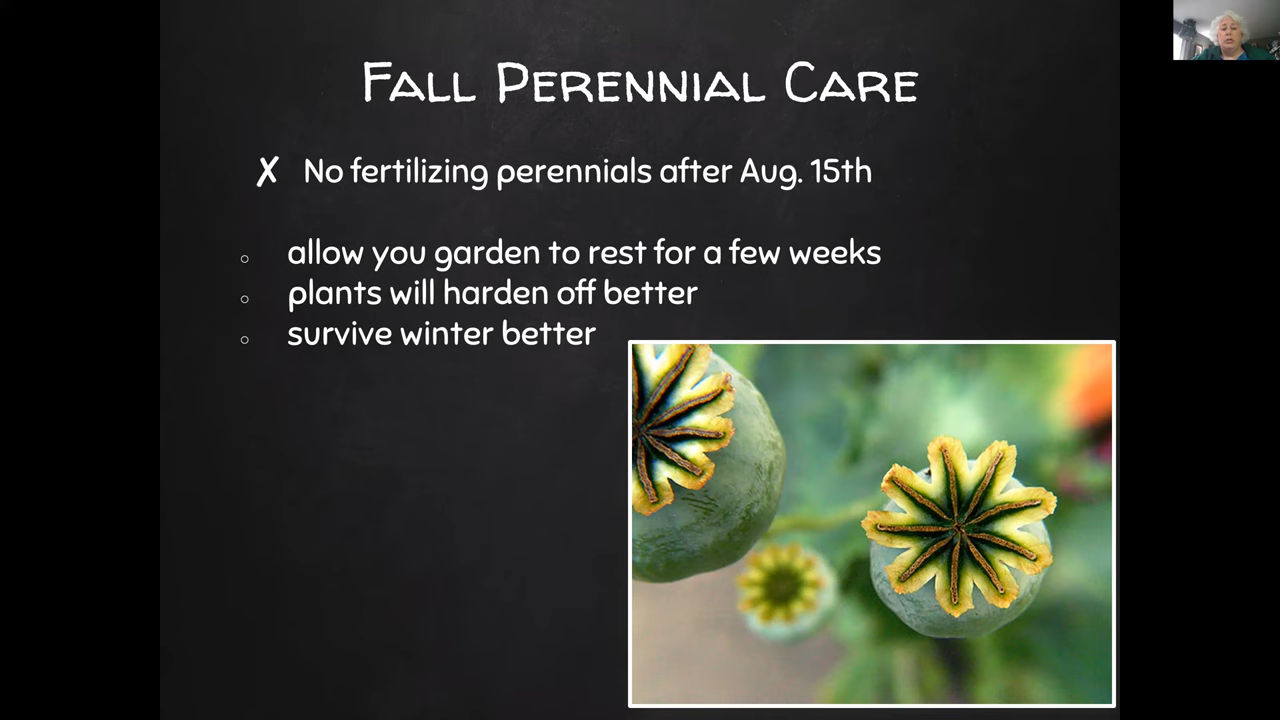 Fall Perennial Care
✗ No fertilizing perennials after Aug. 15th
○ allow you garden to rest for a few weeks
○ plants will harden off better
○ survive winter better